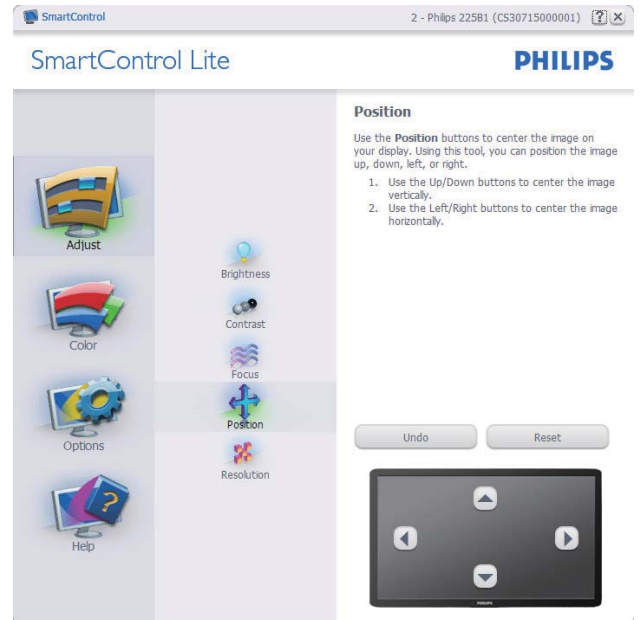 SmartControl
2 - Philips 225B1 (CS30715000001)
?
SmartControl Lite
PHILIPS
Adjust
Color
Options
Help
Brightness
Contrast
Focus
Position
Resolution
Position
Use the Position buttons to center the image on
your display. Using this tool, you can position the image
up, down, left, or right.
1. Use the Up/Down buttons to center the image
vertically.
2. Use the Left/Right buttons to center the image
horizontally.
Undo
Reset
PHILIPS